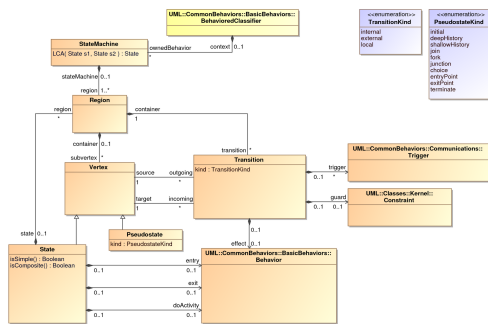 UML::CommonBehaviors::BasicBehaviors::
BehavioredClassifier
<<enumeration>>
TransitionKind
internal
external
local
<<enumeration>>
PseudostateKind
initial
deepHistory
shallowHistory
join
fork
junction
choice
entryPoint
exitPoint
terminate
StateMachine
LCA( State s1, State s2 ) : State
ownedBehavior
*
context
0..1
stateMachine
0..1
region
1..*
Region
region
*
container
1
container
0..1
subvertex
*
transition
*
Vertex
source
1
outgoing
*
target
1
incoming
*
Transition
kind : TransitionKind
0..1
trigger
*
UML::CommonBehaviors::Communications::
Trigger
0..1
guard
0..1
UML::Classes::Kernel::
Constraint
Pseudostate
kind : PseudostateKind
state
0..1
State
isSimple() : Boolean
isComposite() : Boolean
0..1
effect
0..1
UML::CommonBehaviors::BasicBehaviors::
Behavior
entry
0..1
0..1
exit
0..1
0..1
doActivity
0..1
0..1